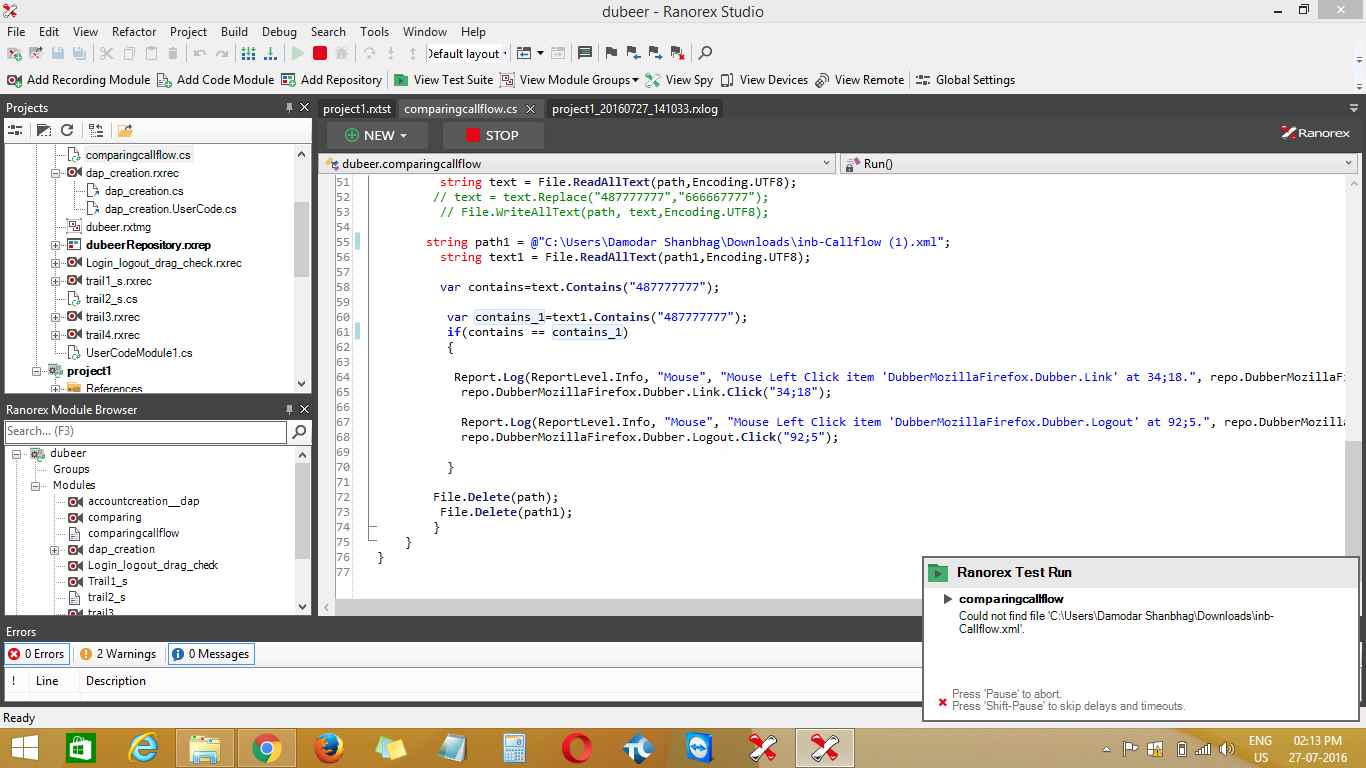 dubeer - Ranorex Studio
File Edit View Refactor Project Build Debug Search Tools Window Help
Default layout
Add Recording Module Add Code Module Add Repository View Test Suite View Module Groups View Spy View Devices View Remote Global Settings
Projects
comparingcallflow.cs
dap_creation.rxrec
dap_creation.cs
dap_creation.UserCode.cs
dubeer.rxtmg
dubeerRepository.rxrep
Login_logout_drag_check.rxrec
trail1_s.rxrec
trail2_s.cs
trail3.rxrec
trail4.rxrec
UserCodeModule1.cs
project1
References
Ranorex Module Browser
Search... (F3)
dubeer
Groups
Modules
accountcreation__dap
comparing
comparingcallflow
dap_creation
Login_logout_drag_check
Trail1_s
trail2_s
trail3
project1.rxtst comparingcallflow.cs project1_20160727_141033.rxlog
NEW STOP Ranorex
dubeer.comparingcallflow Run()
51 string text = File.ReadAllText(path,Encoding.UTF8);
52 // text = text.Replace("487777777","666667777");
53 // File.WriteAllText(path, text,Encoding.UTF8);
54
55 string path1 = @"C:\Users\Damodar Shanbhag\Downloads\inb-Callflow (1).xml";
56 string text1 = File.ReadAllText(path1,Encoding.UTF8);
57
58 var contains=text.Contains("487777777");
59
60 var contains_1=text1.Contains("487777777");
61 if(contains == contains_1)
62 {
63
64 Report.Log(ReportLevel.Info, "Mouse", "Mouse Left Click item 'DubberMozillaFirefox.Dubber.Link' at 34;18.", repo.DubberMozillaF
65 repo.DubberMozillaFirefox.Dubber.Link.Click("34;18");
66
67 Report.Log(ReportLevel.Info, "Mouse", "Mouse Left Click item 'DubberMozillaFirefox.Dubber.Logout' at 92;5.", repo.DubberMozilla
68 repo.DubberMozillaFirefox.Dubber.Logout.Click("92;5");
69
70 }
71
72 File.Delete(path);
73 File.Delete(path1);
74 }
75 }
76 }
77
Errors
0 Errors 2 Warnings 0 Messages
! Line Description
Ranorex Test Run
comparingcallflow
Could not find file 'C:\Users\Damodar Shanbhag\Downloads\inb-
Callflow.xml'.
Press 'Pause' to abort.
Press 'Shift-Pause' to skip delays and timeouts.
Ready
ENG 02:13 PM
US 27-07-2016